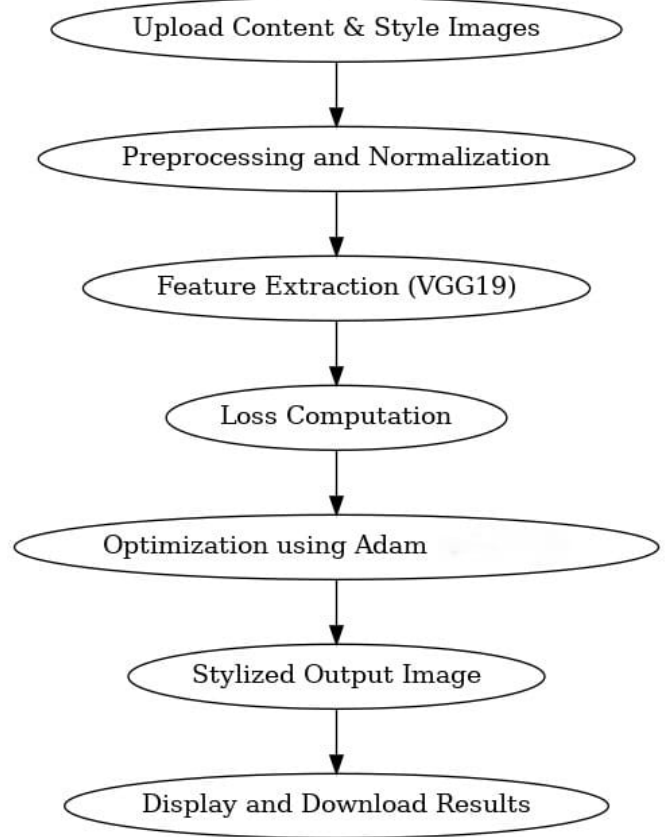 Upload Content & Style Images
Preprocessing and Normalization
Feature Extraction (VGG19)
Loss Computation
Optimization using Adam
Stylized Output Image
Display and Download Results